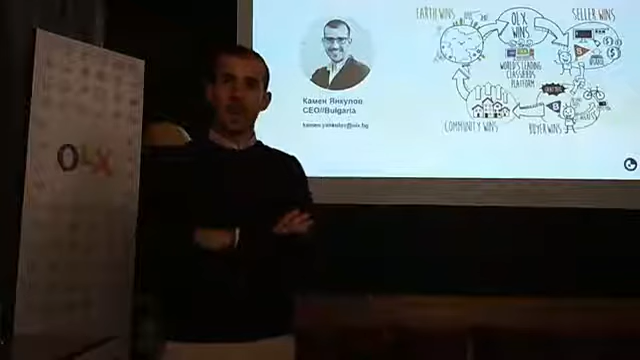 OLX
Камен Янкулов
CEO//Bulgaria
EARTH WINS
OLX
WINS
SELLER WINS
WORLD'S LEADING
CLASSIFIEDS
PLATFORM
COMMUNITY WINS
BUYER WINS